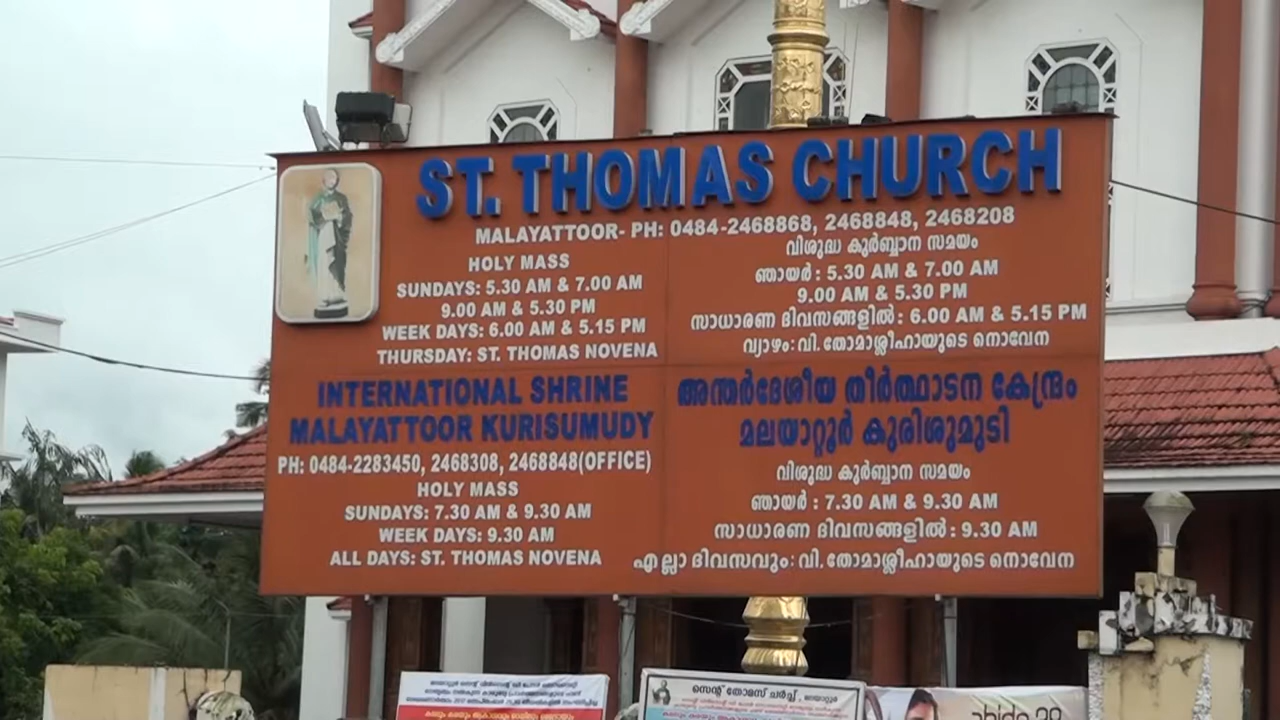 ST. THOMAS CHURCH
MALAYATTOOR- PH: 0484-2468868, 2468848, 2468208
HOLY MASS
SUNDAYS: 5.30 AM & 7.00 AM
9.00 AM & 5.30 PM
WEEK DAYS: 6.00 AM & 5.15 PM
THURSDAY: ST. THOMAS NOVENA
വിശുദ്ധ കുർബ്ബാന സമയം
ഞായർ : 5.30 AM & 7.00 AM
9.00 AM & 5.30 PM
സാധാരണ ദിവസങ്ങളിൽ : 6.00 AM & 5.15 PM
വ്യാഴം: വി. തോമാശ്ലീഹായുടെ നൊവേന
INTERNATIONAL SHRINE
MALAYATTOOR KURISUMUDY
PH: 0484-2283450, 2468308, 2468848(OFFICE)
HOLY MASS
SUNDAYS: 7.30 AM & 9.30 AM
WEEK DAYS: 9.30 AM
ALL DAYS: ST. THOMAS NOVENA
അന്തർദേശീയ തീർത്ഥാടന കേന്ദ്രം
മലയാറ്റൂർ കുരിശുമുടി
വിശുദ്ധ കുർബ്ബാന സമയം
ഞായർ : 7.30 AM & 9.30 AM
സാധാരണ ദിവസങ്ങളിൽ : 9.30 AM
എല്ലാ ദിവസവും: വി. തോമാശ്ലീഹായുടെ നൊവേന
സെന്റ് തോമസ് ചർച്ച്, മലയാറ്റൂർ